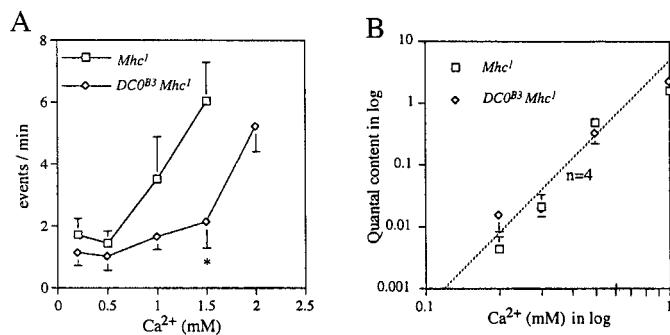 A
8
6
4
2
0
events / min
Mhc¹
DC0ᴮ³ Mhc¹
*
0 0.5 1 1.5 2 2.5
Ca²⁺ (mM)
B
10
1
0.1
0.01
0.001
Quantal content in log
Mhc¹
DC0ᴮ³ Mhc¹
n=4
0.1 1
Ca²⁺ (mM) in log